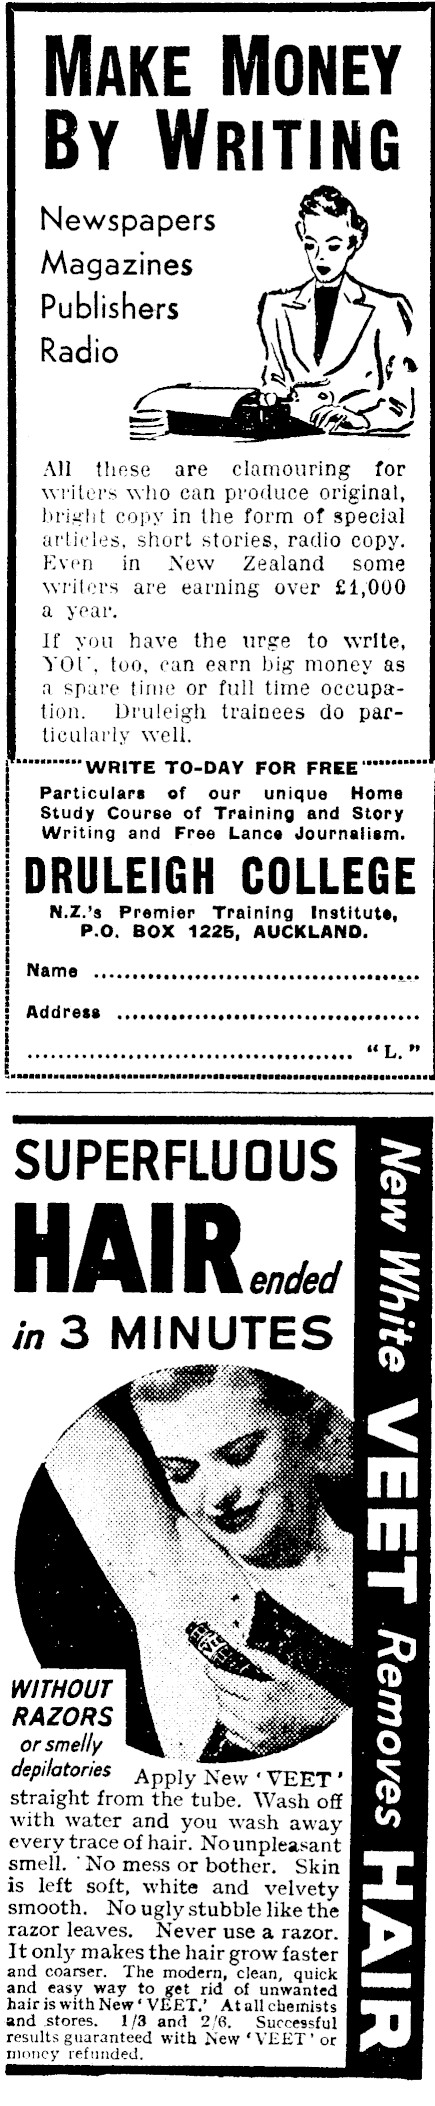 MAKE MONEY
BY WRITING
Newspapers
Magazines
Publishers
Radio
All these are clamouring for
writers who can produce original,
bright copy in the form of special
articles, short stories, radio copy.
Even in New Zealand some
writers are earning over £1,000
a year.
If you have the urge to write,
YOU, too, can earn big money as
a spare time or full time occupa-
tion. Druleigh trainees do par-
ticularly well.
WRITE TO-DAY FOR FREE
Particulars of our unique Home
Study Course of Training and Story
Writing and Free Lance Journalism.
DRULEIGH COLLEGE
N.Z.'s Premier Training Institute,
P.O. BOX 1225, AUCKLAND.
Name ........................................
Address ........................................
........................................ "L."
SUPERFLUOUS
HAIR ended
in 3 MINUTES
VEET
WITHOUT
RAZORS
or smelly
depilatories
Apply New 'VEET'
straight from the tube. Wash off
with water and you wash away
every trace of hair. No unpleasant
smell. No mess or bother. Skin
is left soft, white and velvety
smooth. No ugly stubble like the
razor leaves. Never use a razor.
It only makes the hair grow faster
and coarser. The modern, clean, quick
and easy way to get rid of unwanted
hair is with New 'VEET.' At all chemists
and stores. 1/3 and 2/6. Successful
results guaranteed with New 'VEET' or
money refunded.
New White VEET Removes HAIR